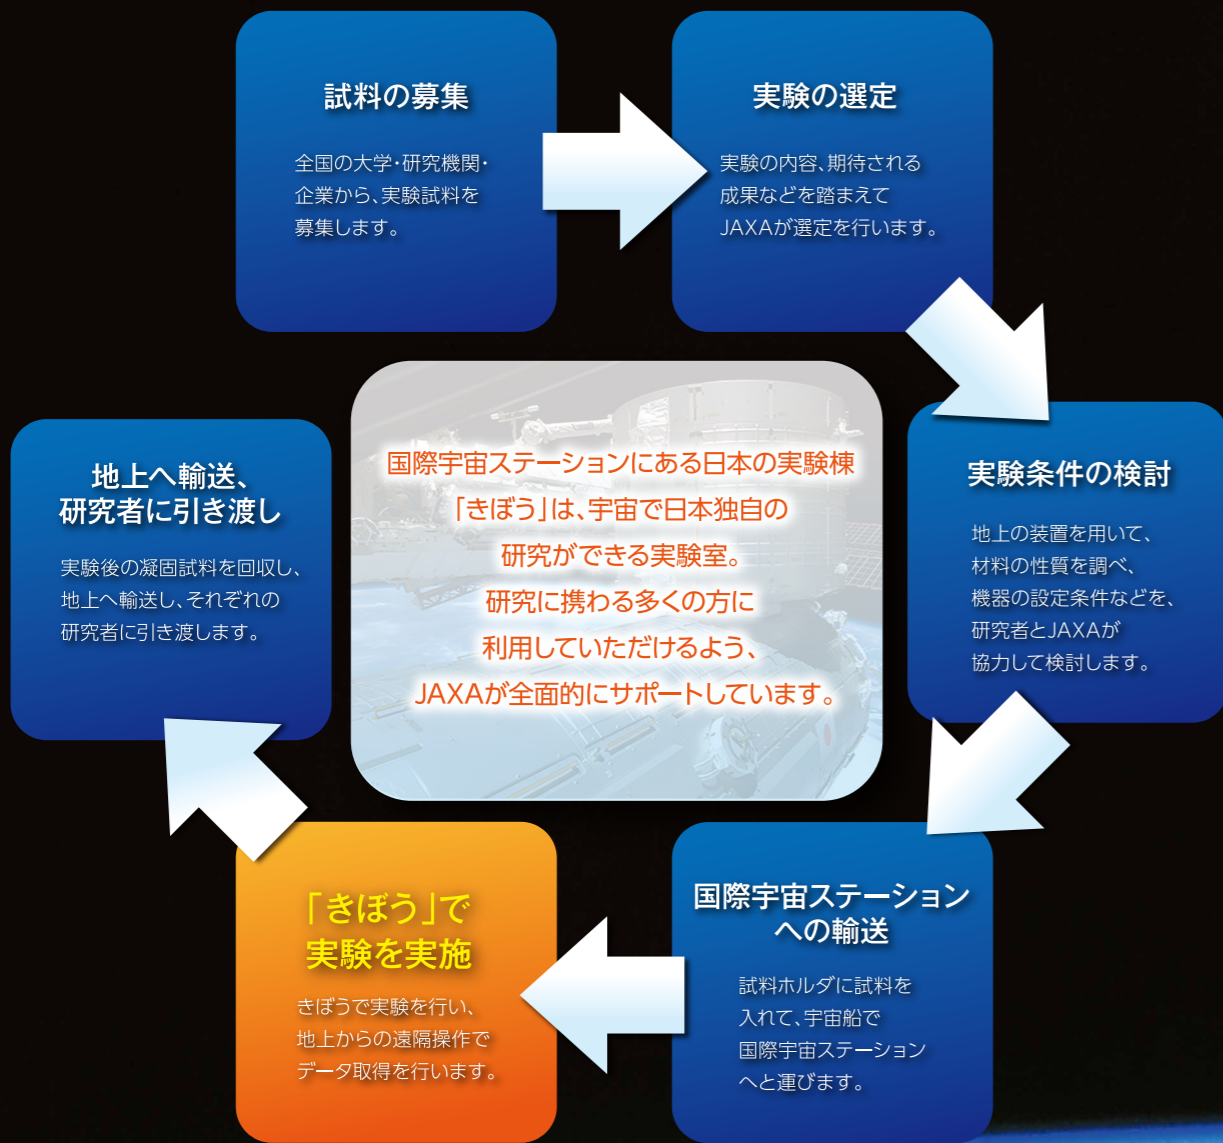 試料の募集
全国の大学・研究機関・
企業から、実験試料を
募集します。
実験の選定
実験の内容、期待される
成果などを踏まえて
JAXAが選定を行います。
実験条件の検討
地上の装置を用いて、
材料の性質を調べ、
機器の設定条件などを、
研究者とJAXAが
協力して検討します。
国際宇宙ステーション
への輸送
試料ホルダに試料を
入れて、宇宙船で
国際宇宙ステーション
へと運びます。
「きぼう」で
実験を実施
きぼうで実験を行い、
地上からの遠隔操作で
データ取得を行います。
地上へ輸送、
研究者に引き渡し
実験後の凝固試料を回収し、
地上へ輸送し、それぞれの
研究者に引き渡します。
国際宇宙ステーションにある日本の実験棟
「きぼう」は、宇宙で日本独自の
研究ができる実験室。
研究に携わる多くの方に
利用していただけるよう、
JAXAが全面的にサポートしています。